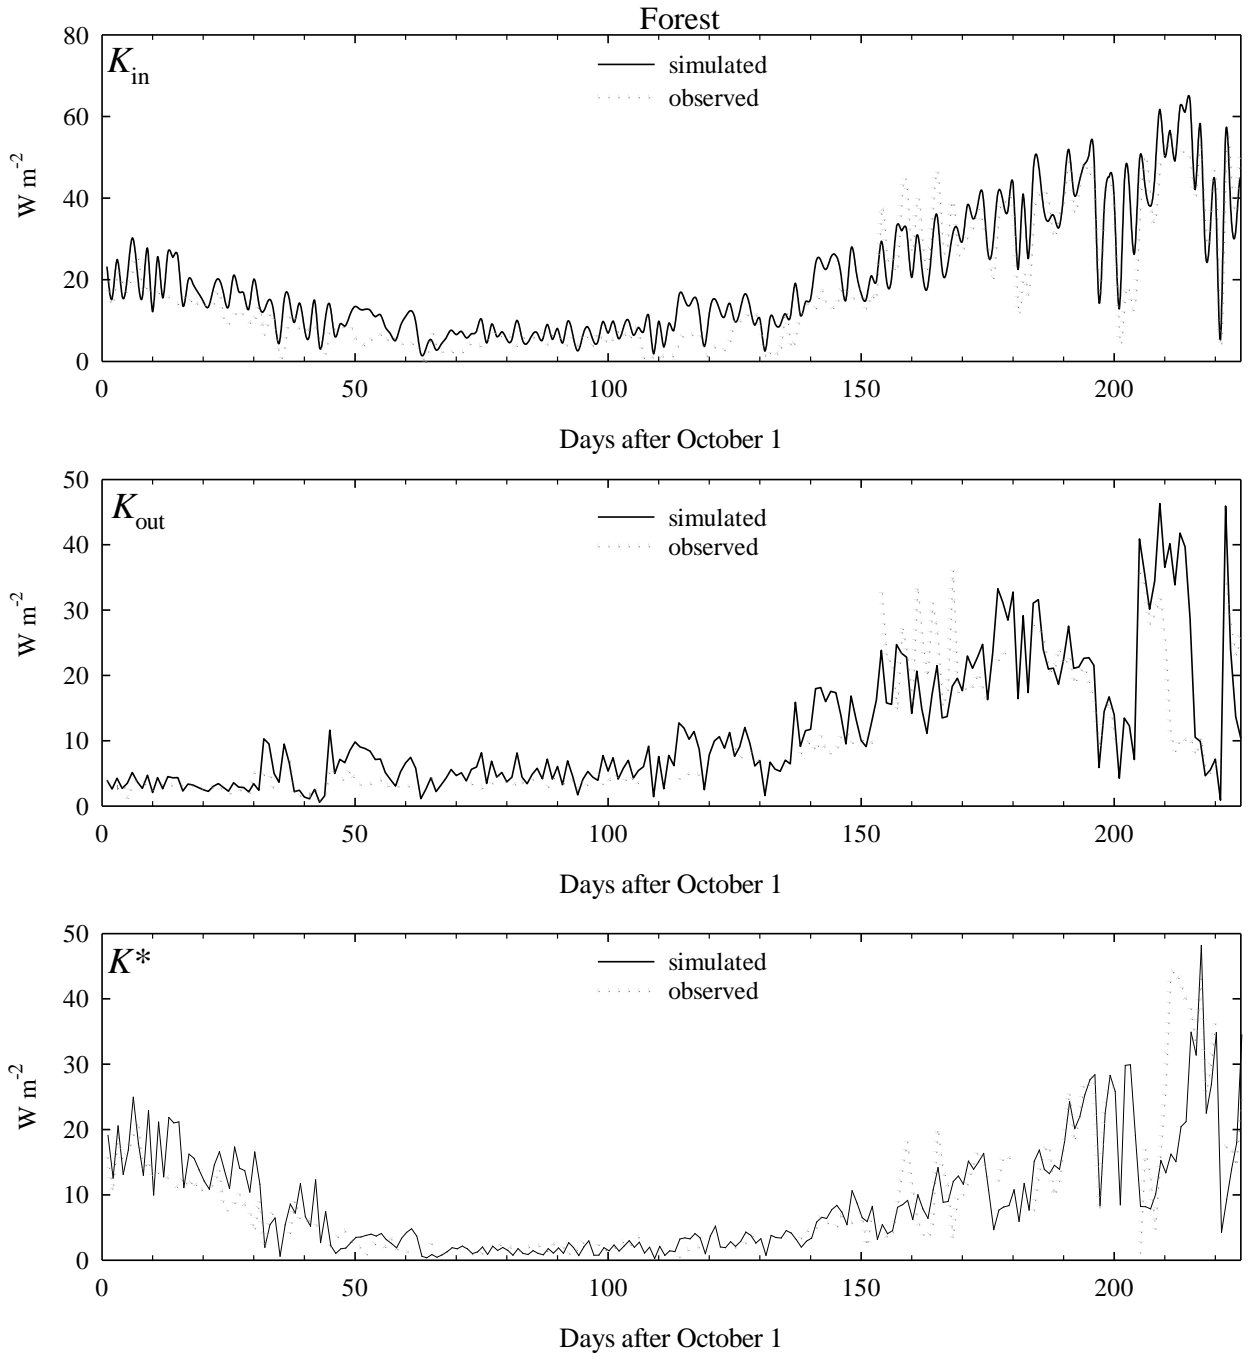 Forest
80
60
40
20
0
K_in
simulated
observed
W m⁻²
0 50 100 150 200
Days after October 1
50
40
30
20
10
0
K_out
simulated
observed
W m⁻²
0 50 100 150 200
Days after October 1
50
40
30
20
10
0
K*
simulated
observed
W m⁻²
0 50 100 150 200
Days after October 1